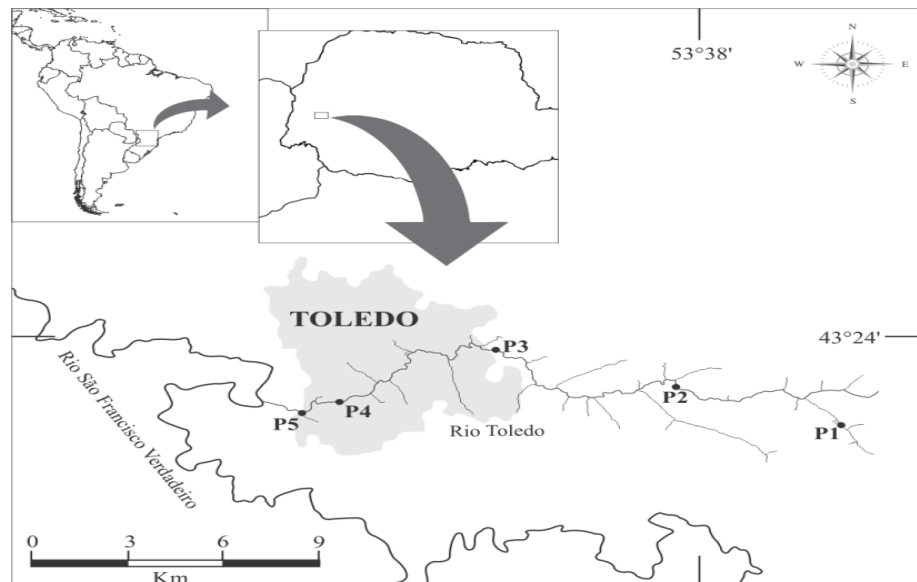 53°38'
N
W
E
S
TOLEDO
P3
43°24'
P2
P4
P5
Rio Toledo
P1
Rio São Francisco Verdadeiro
0
3
6
9
Km